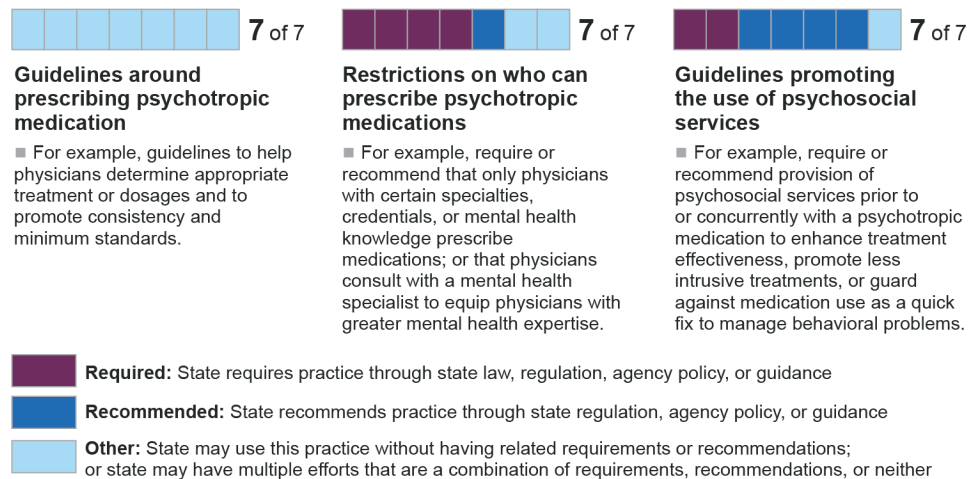 7 of 7
Guidelines around
prescribing psychotropic
medication
For example, guidelines to help
physicians determine appropriate
treatment or dosages and to
promote consistency and
minimum standards.
7 of 7
Restrictions on who can
prescribe psychotropic
medications
For example, require or
recommend that only physicians
with certain specialties,
credentials, or mental health
knowledge prescribe
medications; or that physicians
consult with a mental health
specialist to equip physicians with
greater mental health expertise.
7 of 7
Guidelines promoting
the use of psychosocial
services
For example, require or
recommend provision of
psychosocial services prior to
or concurrently with a psychotropic
medication to enhance treatment
effectiveness, promote less
intrusive treatments, or guard
against medication use as a quick
fix to manage behavioral problems.
Required: State requires practice through state law, regulation, agency policy, or guidance
Recommended: State recommends practice through state regulation, agency policy, or guidance
Other: State may use this practice without having related requirements or recommendations;
or state may have multiple efforts that are a combination of requirements, recommendations, or neither